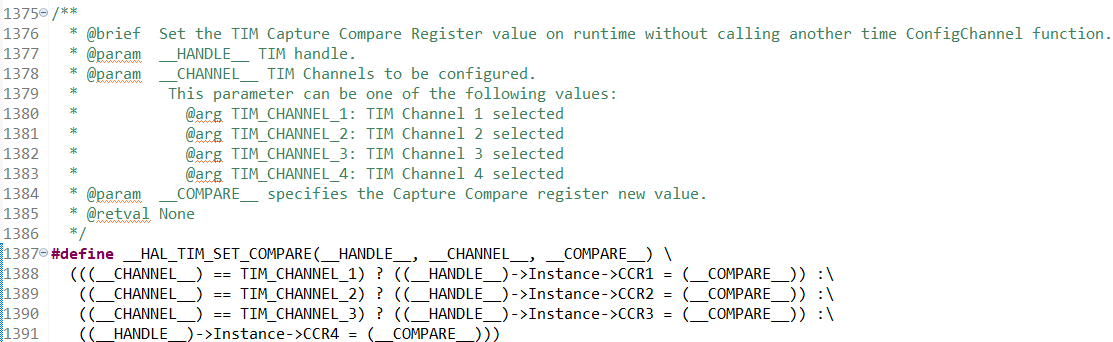 1375 /**
1376  * @brief  Set the TIM Capture Compare Register value on runtime without calling another time ConfigChannel function.
1377  * @param  __HANDLE__ TIM handle.
1378  * @param  __CHANNEL__ TIM Channels to be configured.
1379  *          This parameter can be one of the following values:
1380  *            @arg TIM_CHANNEL_1: TIM Channel 1 selected
1381  *            @arg TIM_CHANNEL_2: TIM Channel 2 selected
1382  *            @arg TIM_CHANNEL_3: TIM Channel 3 selected
1383  *            @arg TIM_CHANNEL_4: TIM Channel 4 selected
1384  * @param  __COMPARE__ specifies the Capture Compare register new value.
1385  * @retval None
1386  */
1387 #define __HAL_TIM_SET_COMPARE(__HANDLE__, __CHANNEL__, __COMPARE__) \
1388  (((__CHANNEL__) == TIM_CHANNEL_1) ? ((__HANDLE__)->Instance->CCR1 = (__COMPARE__)) :\
1389   ((__CHANNEL__) == TIM_CHANNEL_2) ? ((__HANDLE__)->Instance->CCR2 = (__COMPARE__)) :\
1390   ((__CHANNEL__) == TIM_CHANNEL_3) ? ((__HANDLE__)->Instance->CCR3 = (__COMPARE__)) :\
1391   ((__HANDLE__)->Instance->CCR4 = (__COMPARE__)))